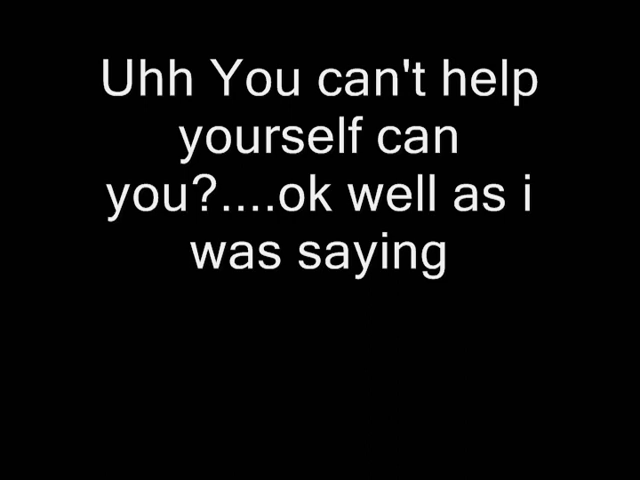 Uhh You can't help
yourself can
you?....ok well as i
was saying